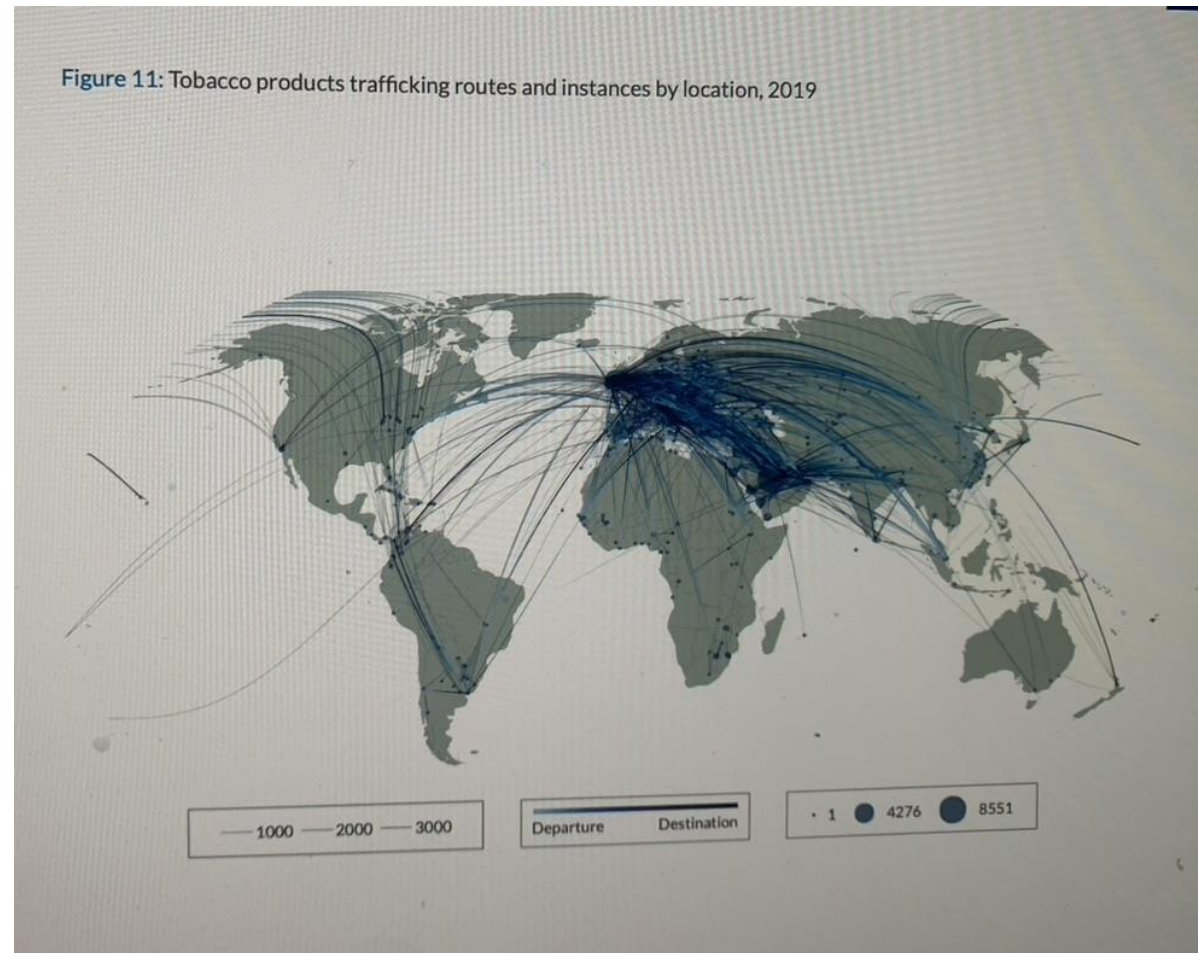 Figure 11: Tobacco products trafficking routes and instances by location, 2019
1000 2000 3000
Departure Destination
1 4276 8551